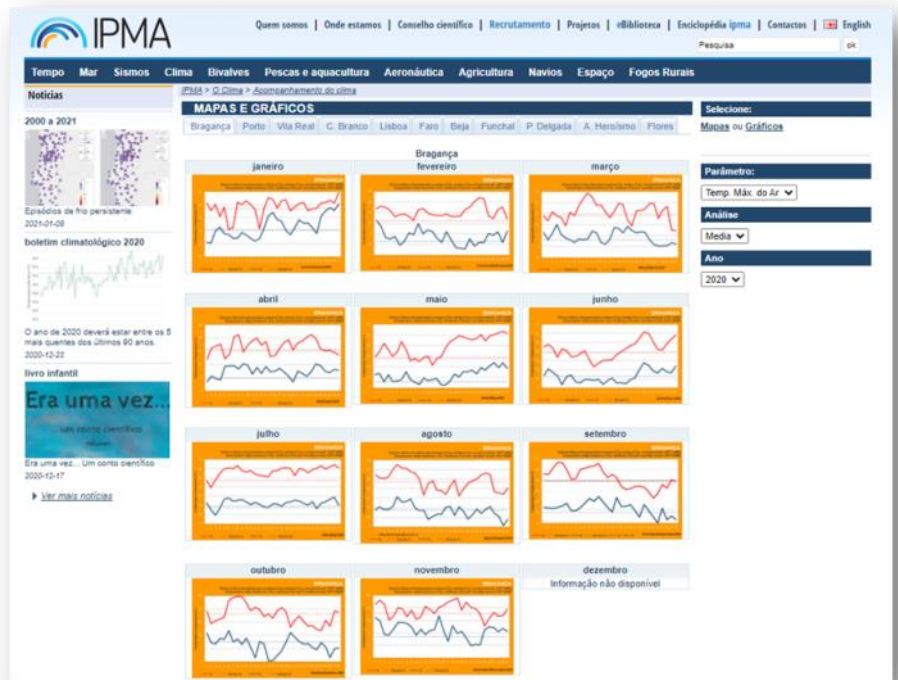 IPMA
Quem somos | Onde estamos | Conselho científico | Recrutamento | Projetos | eBiblioteca | Enciclopédia ipma | Contactos | English
Pesquisa ok
Tempo Mar Sismos Clima Bivalves Pescas e aquacultura Aeronáutica Agricultura Navios Espaço Fogos Rurais
Notícias
2000 a 2021
Episódios de frio persistente
2021-01-08
boletim climatológico 2020
O ano de 2020 deverá estar entre os 5
mais quentes dos últimos 90 anos.
2020-12-23
livro infantil
Era uma vez...
...um conto científico
Era uma vez... Um conto científico
2020-12-17
Ver mais notícias
IPMA > O Clima > Acompanhamento do clima
MAPAS E GRÁFICOS
Bragança Porto Vila Real C. Branco Lisboa Faro Beja Funchal P. Delgada A. Heroísmo Flores
Bragança
janeiro fevereiro março
abril maio junho
julho agosto setembro
outubro novembro dezembro
Informação não disponível
Selecione:
Mapas ou Gráficos
Parâmetro:
Temp. Máx. do Ar
Análise
Media
Ano
2020